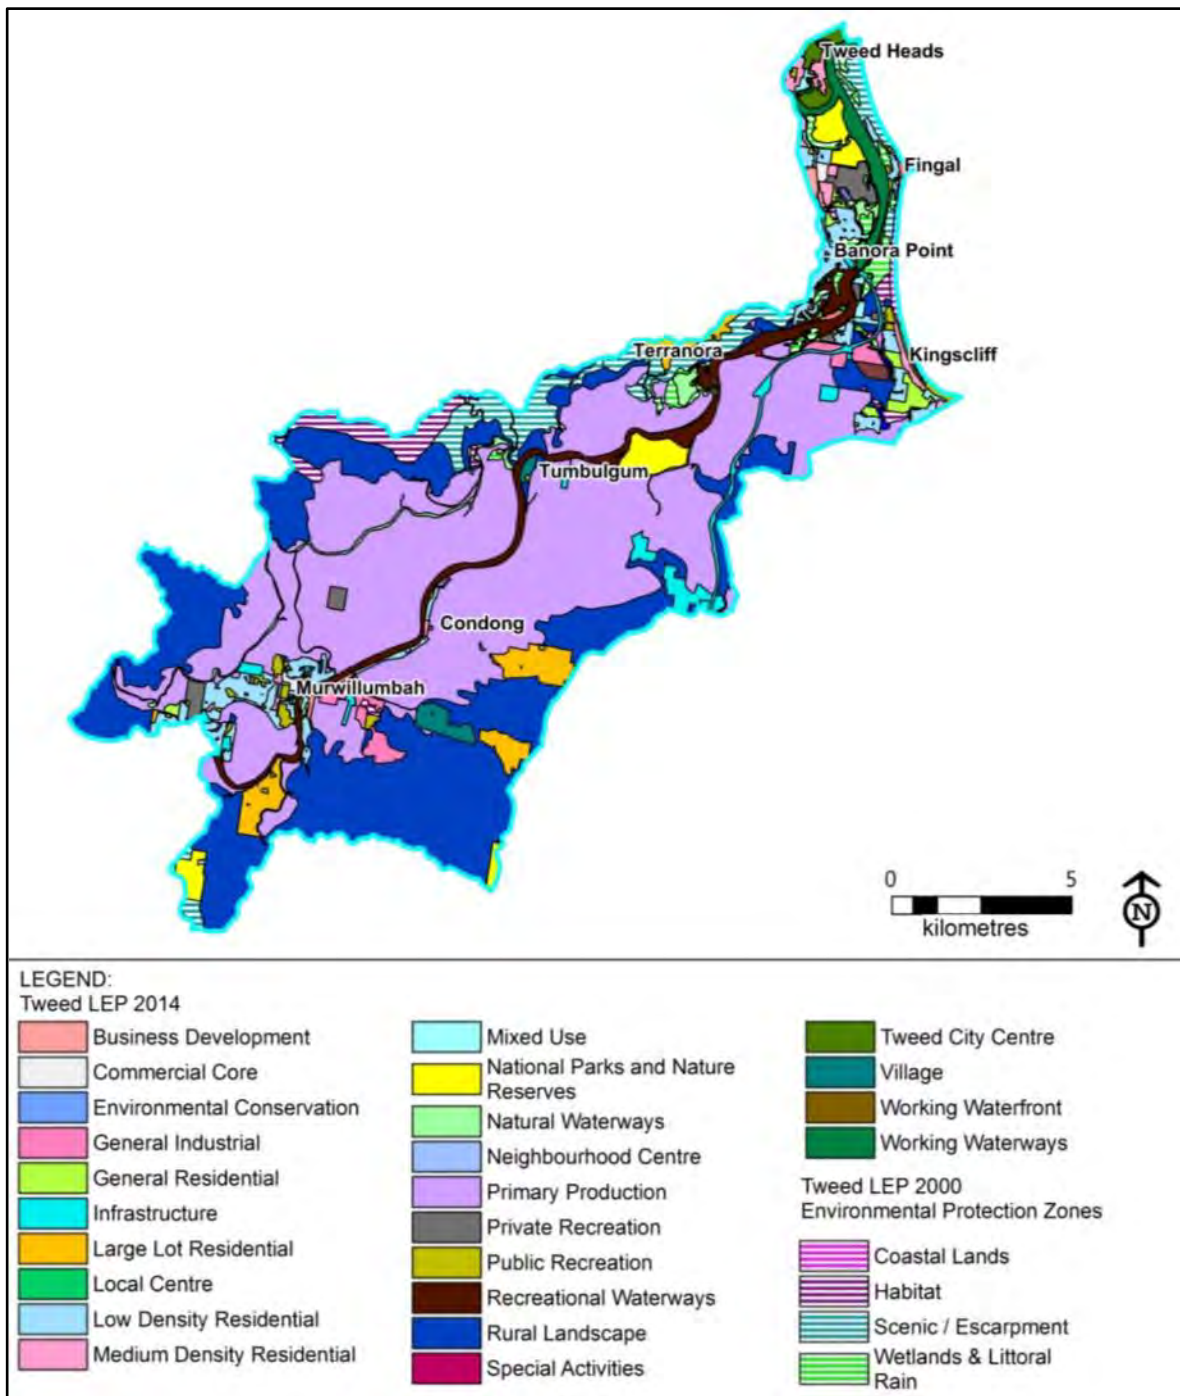 Tweed Heads
Fingal
Banora Point
Terranora
Kingscliff
Tumbulgum
Condong
Murwillumbah
0 5
kilometres
N
LEGEND:
Tweed LEP 2014
Business Development
Commercial Core
Environmental Conservation
General Industrial
General Residential
Infrastructure
Large Lot Residential
Local Centre
Low Density Residential
Medium Density Residential
Mixed Use
National Parks and Nature
Reserves
Natural Waterways
Neighbourhood Centre
Primary Production
Private Recreation
Public Recreation
Recreational Waterways
Rural Landscape
Special Activities
Tweed City Centre
Village
Working Waterfront
Working Waterways
Tweed LEP 2000
Environmental Protection Zones
Coastal Lands
Habitat
Scenic / Escarpment
Wetlands & Littoral
Rain